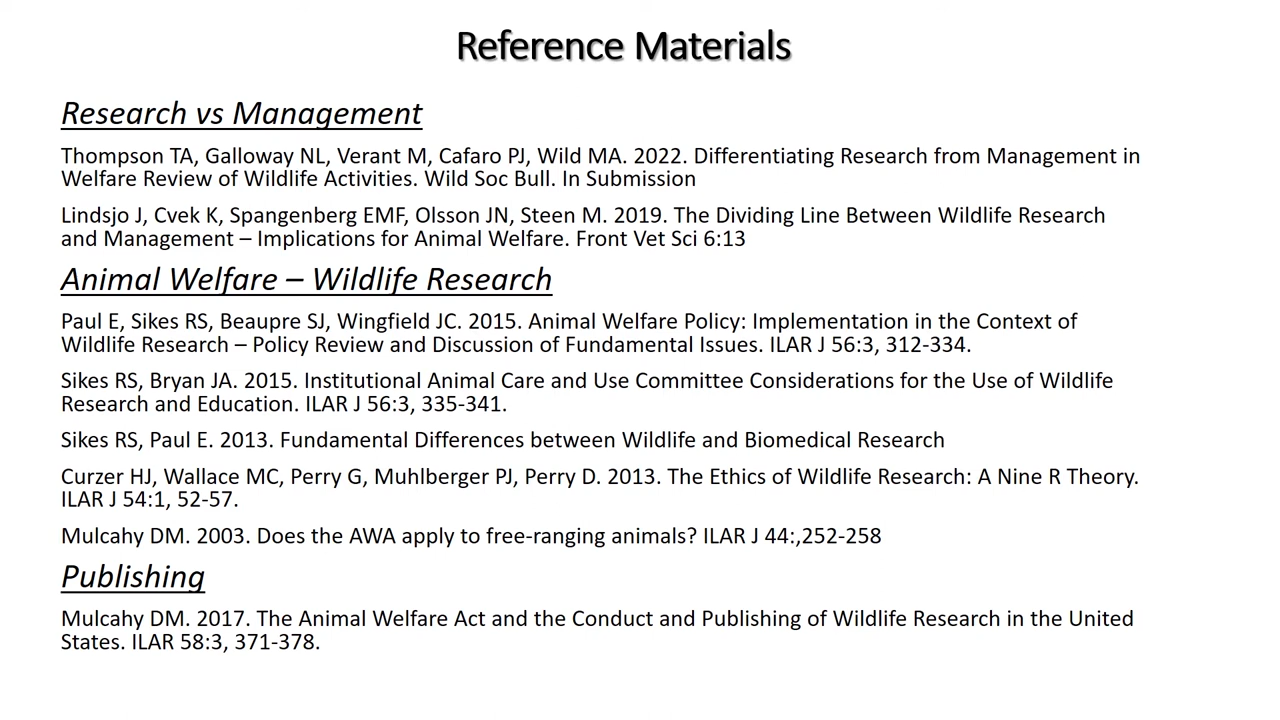 Reference Materials
Research vs Management
Thompson TA, Galloway NL, Verant M, Cafaro PJ, Wild MA. 2022. Differentiating Research from Management in
Welfare Review of Wildlife Activities. Wild Soc Bull. In Submission
Lindsjo J, Cvek K, Spangenberg EMF, Olsson JN, Steen M. 2019. The Dividing Line Between Wildlife Research
and Management – Implications for Animal Welfare. Front Vet Sci 6:13
Animal Welfare – Wildlife Research
Paul E, Sikes RS, Beaupre SJ, Wingfield JC. 2015. Animal Welfare Policy: Implementation in the Context of
Wildlife Research – Policy Review and Discussion of Fundamental Issues. ILAR J 56:3, 312-334.
Sikes RS, Bryan JA. 2015. Institutional Animal Care and Use Committee Considerations for the Use of Wildlife
Research and Education. ILAR J 56:3, 335-341.
Sikes RS, Paul E. 2013. Fundamental Differences between Wildlife and Biomedical Research
Curzer HJ, Wallace MC, Perry G, Muhlberger PJ, Perry D. 2013. The Ethics of Wildlife Research: A Nine R Theory.
ILAR J 54:1, 52-57.
Mulcahy DM. 2003. Does the AWA apply to free-ranging animals? ILAR J 44:,252-258
Publishing
Mulcahy DM. 2017. The Animal Welfare Act and the Conduct and Publishing of Wildlife Research in the United
States. ILAR 58:3, 371-378.